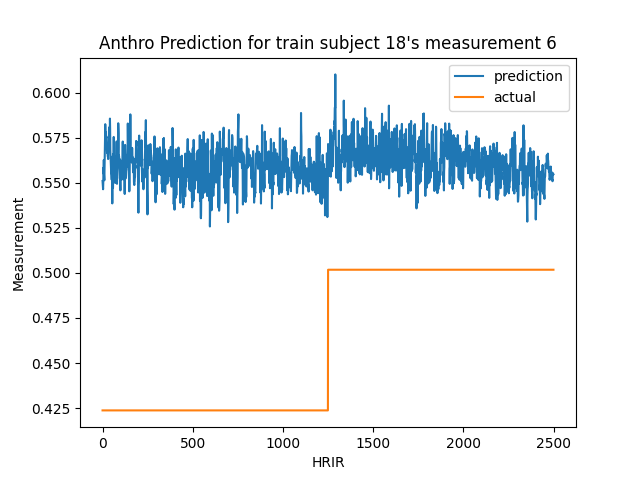 Anthro Prediction for train subject 18's measurement 6
prediction
actual
0.600
0.575
0.550
0.525
0.500
0.475
0.450
0.425
Measurement
0
500
1000
1500
2000
2500
HRIR